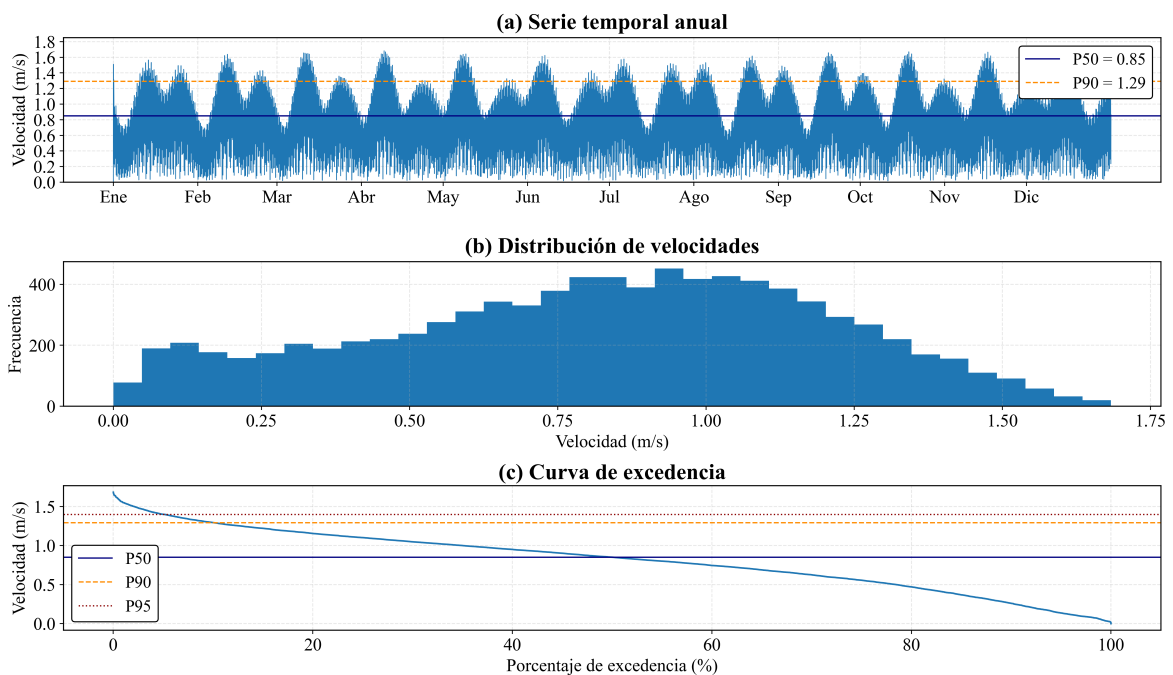 (a) Serie temporal anual
Velocidad (m/s)
1.8
1.6
1.4
1.2
1.0
0.8
0.6
0.4
0.2
0.0
P50 = 0.85
P90 = 1.29
Ene Feb Mar Abr May Jun Jul Ago Sep Oct Nov Dic
(b) Distribución de velocidades
Frecuencia
400
200
0
0.00 0.25 0.50 0.75 1.00 1.25 1.50 1.75
Velocidad (m/s)
(c) Curva de excedencia
Velocidad (m/s)
1.5
1.0
0.5
0.0
P50
P90
P95
0 20 40 60 80 100
Porcentaje de excedencia (%)